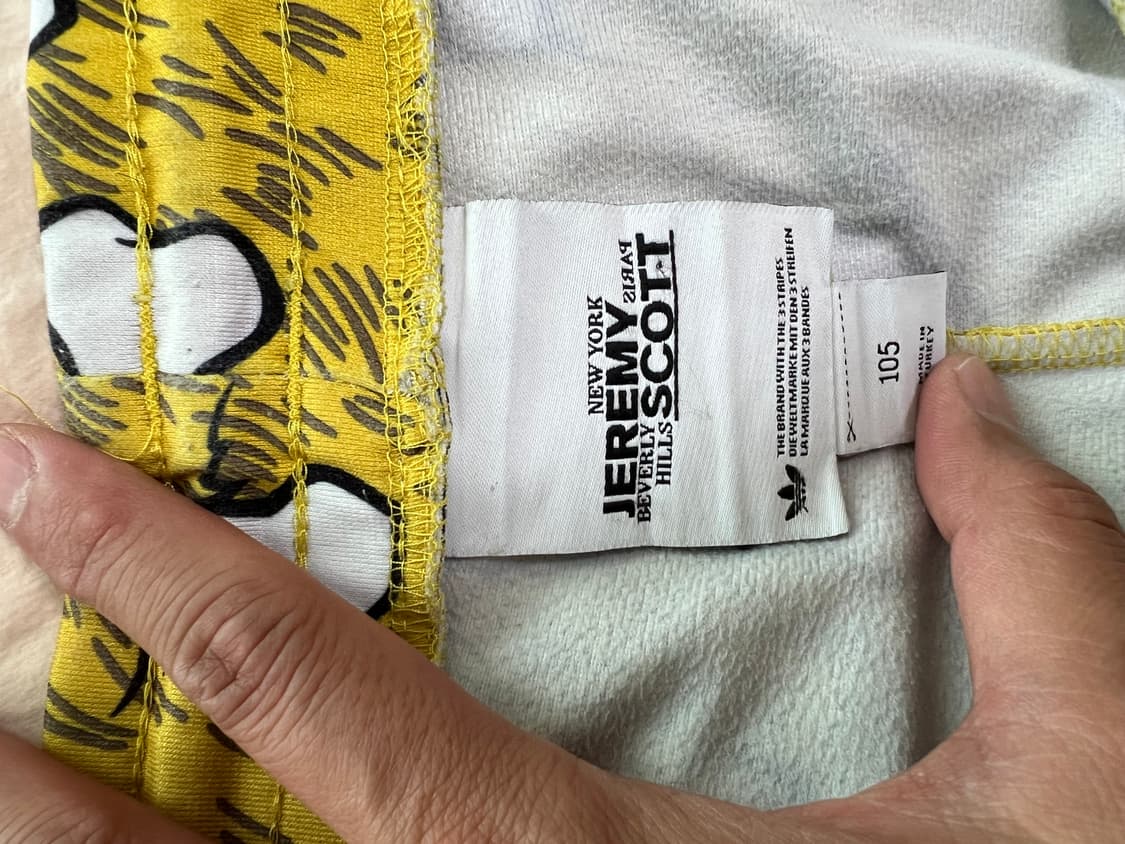 NEW YORK
JEREMY PARIS
BEVERLY SCOTT
HILLS
THE BRAND WITH THE 3 STRIPES
DIE WELTMARKE MIT DEN 3 STREIFEN
LA MARQUE AUX 3 BANDES
105
MADE IN
TURKEY